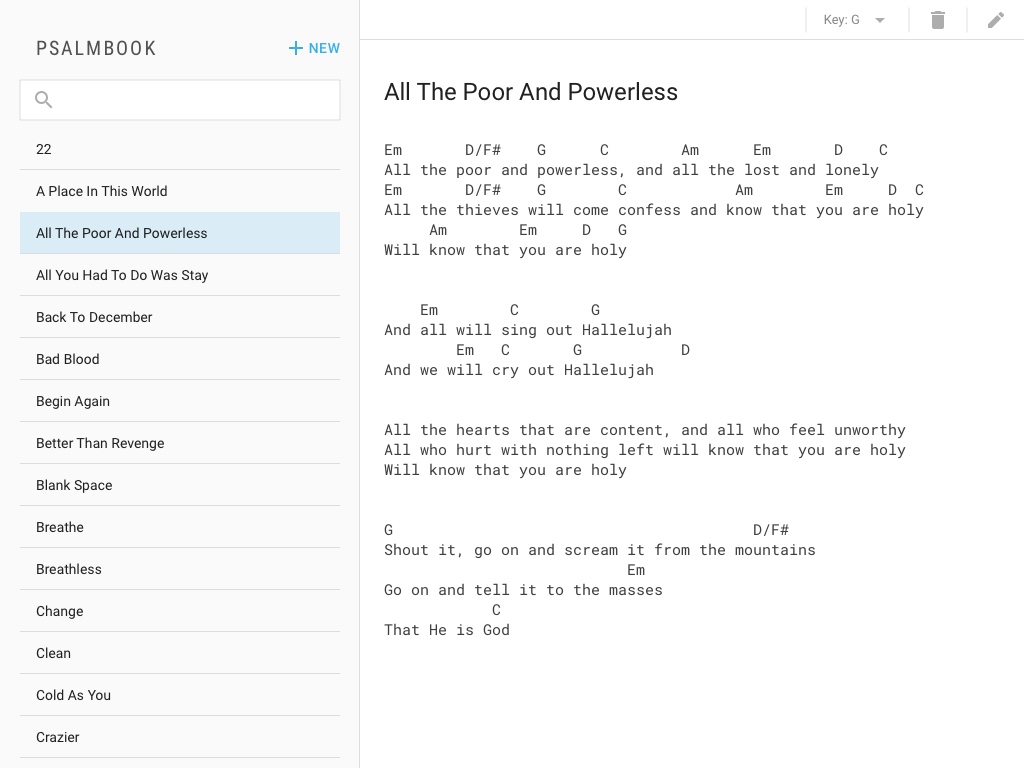 PSALMBOOK
NEW
22
A Place In This World
All The Poor And Powerless
All You Had To Do Was Stay
Back To December
Bad Blood
Begin Again
Better Than Revenge
Blank Space
Breathe
Breathless
Change
Clean
Cold As You
Crazier
Key: G
All The Poor And Powerless
Em       D/F#    G      C        Am      Em       D    C
All the poor and powerless, and all the lost and lonely
Em       D/F#    G        C            Am        Em     D  C
All the thieves will come confess and know that you are holy
     Am        Em     D   G
Will know that you are holy
    Em        C        G
And all will sing out Hallelujah
        Em   C       G           D
And we will cry out Hallelujah
All the hearts that are content, and all who feel unworthy
All who hurt with nothing left will know that you are holy
Will know that you are holy
G                                        D/F#
Shout it, go on and scream it from the mountains
                           Em
Go on and tell it to the masses
            C
That He is God